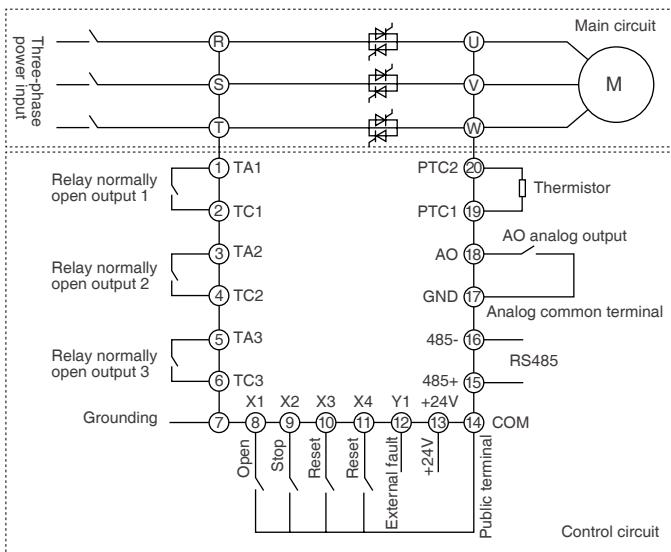 Main circuit
Three-phase
power input
R
U
S
V
M
T
W
1
TA1
PTC2
20
Relay normally
open output 1
Thermistor
2
TC1
PTC1
19
3
TA2
AO
18
AO analog output
Relay normally
open output 2
4
TC2
GND
17
Analog common terminal
5
TA3
485-
16
Relay normally
open output 3
RS485
6
TC3
485+
15
X1
X2
X3
X4
Y1
+24V
Grounding
7
8
9
10
11
12
13
14
COM
Open
Stop
Reset
Reset
External fault
+24V
Public terminal
Control circuit